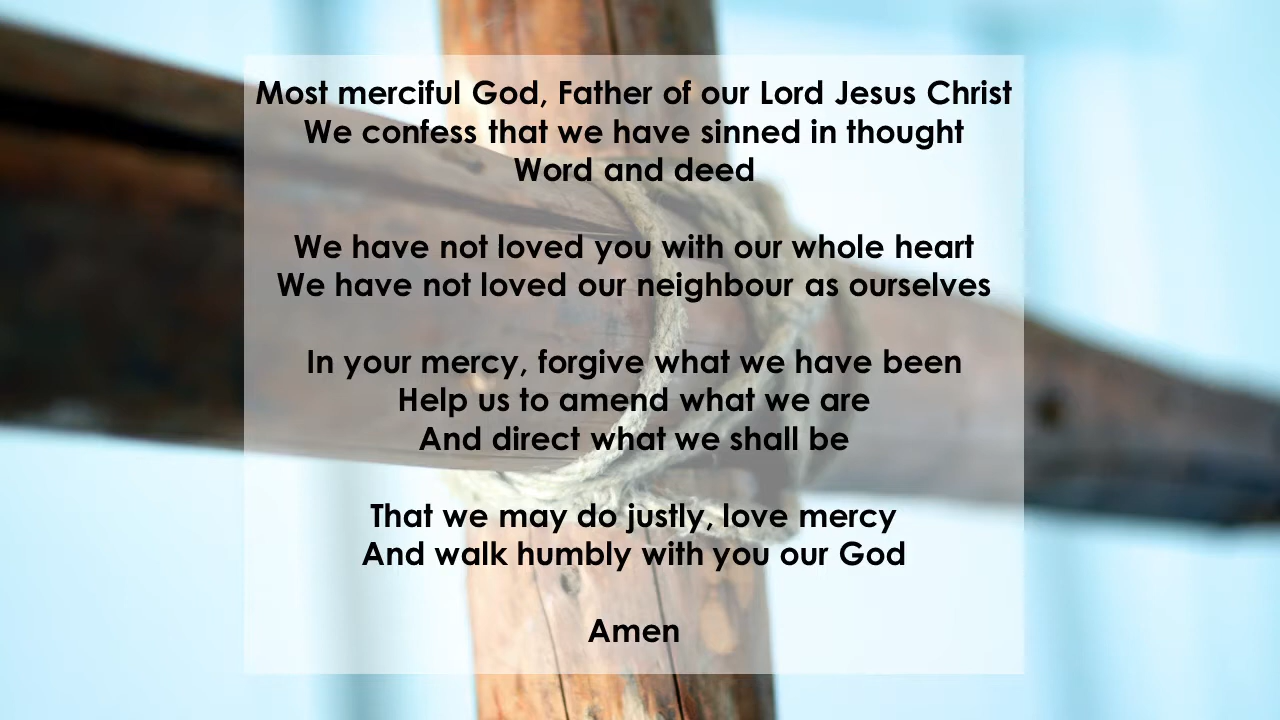 Most merciful God, Father of our Lord Jesus Christ
We confess that we have sinned in thought
Word and deed
We have not loved you with our whole heart
We have not loved our neighbour as ourselves
In your mercy, forgive what we have been
Help us to amend what we are
And direct what we shall be
That we may do justly, love mercy
And walk humbly with you our God
Amen